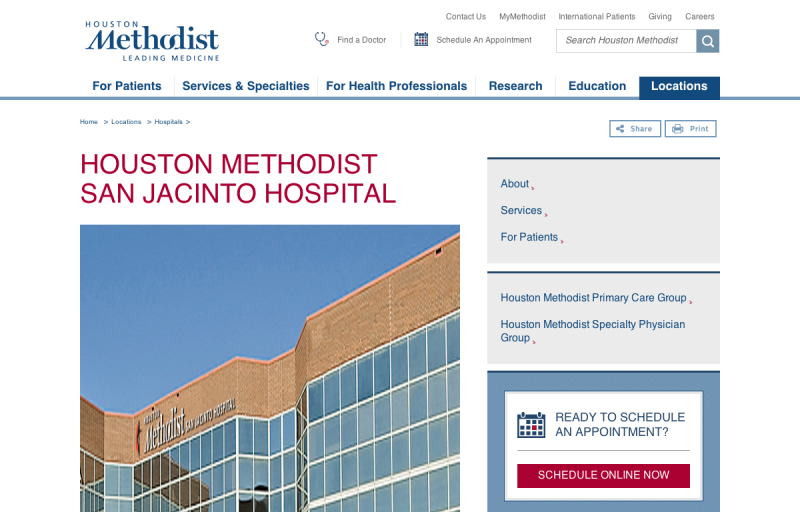 Contact Us MyMethodist International Patients Giving Careers
HOUSTON
Methodist
LEADING MEDICINE
Find a Doctor Schedule An Appointment Search Houston Methodist
For Patients Services & Specialties For Health Professionals Research Education Locations
Home > Locations > Hospitals >
Share Print
HOUSTON METHODIST
SAN JACINTO HOSPITAL
About
Services
For Patients
Houston Methodist Primary Care Group
Houston Methodist Specialty Physician
Group
HOUSTON
Methodist SAN JACINTO HOSPITAL
READY TO SCHEDULE
AN APPOINTMENT?
SCHEDULE ONLINE NOW